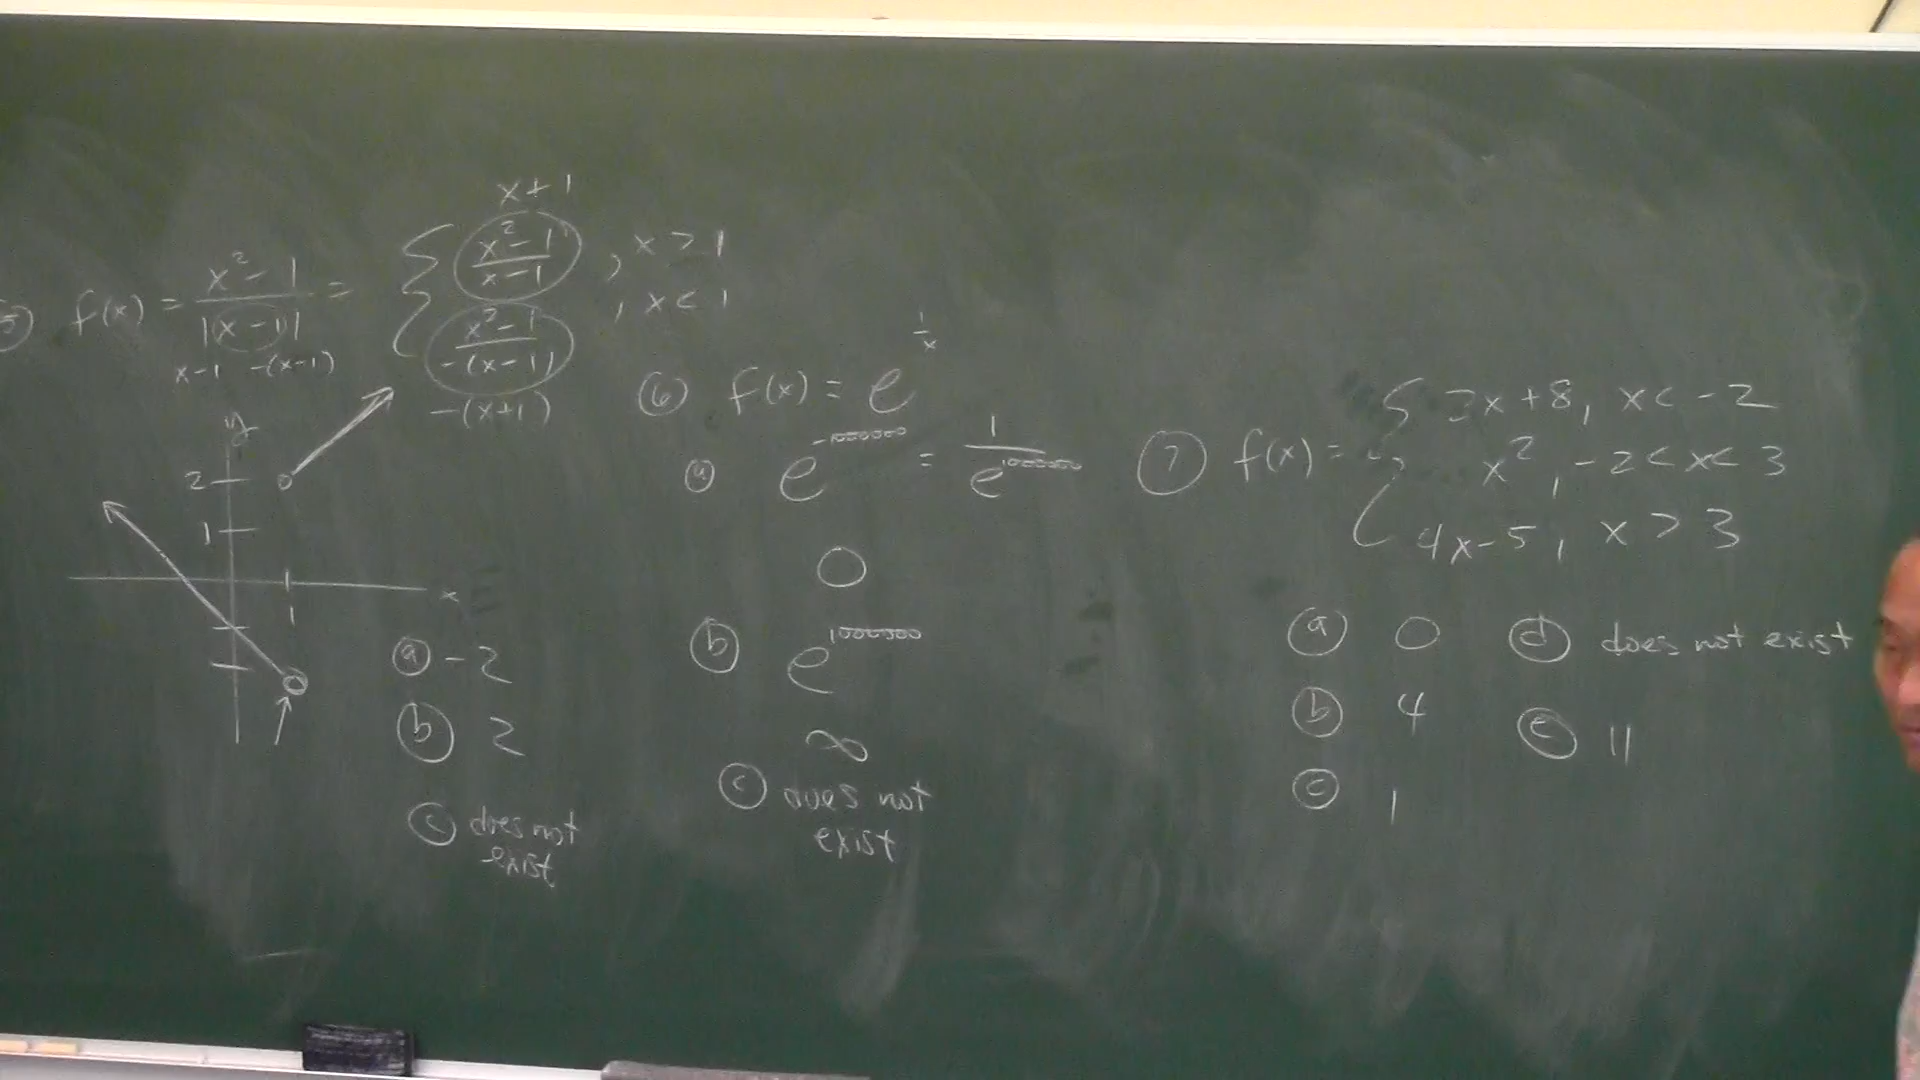 ⑤ f(x) = x² - 1 / |x - 1| = { x² - 1 / x - 1 , x > 1
x + 1
x² - 1 / -(x - 1) , x < 1
x-1 -(x-1)
-(x+1)
y
2
1
x
1
ⓐ -2
ⓑ 2
ⓒ does not
exist
⑥ f(x) = e^(1/x)
ⓐ e^(-1000000) = 1 / e^(1000000)
0
ⓑ e^(1000000)
∞
ⓒ does not
exist
⑦ f(x) = { 3x + 8, x < -2
x², -2 < x < 3
4x - 5, x > 3
ⓐ 0 ⓓ does not exist
ⓑ 4 ⓔ 11
ⓒ 1